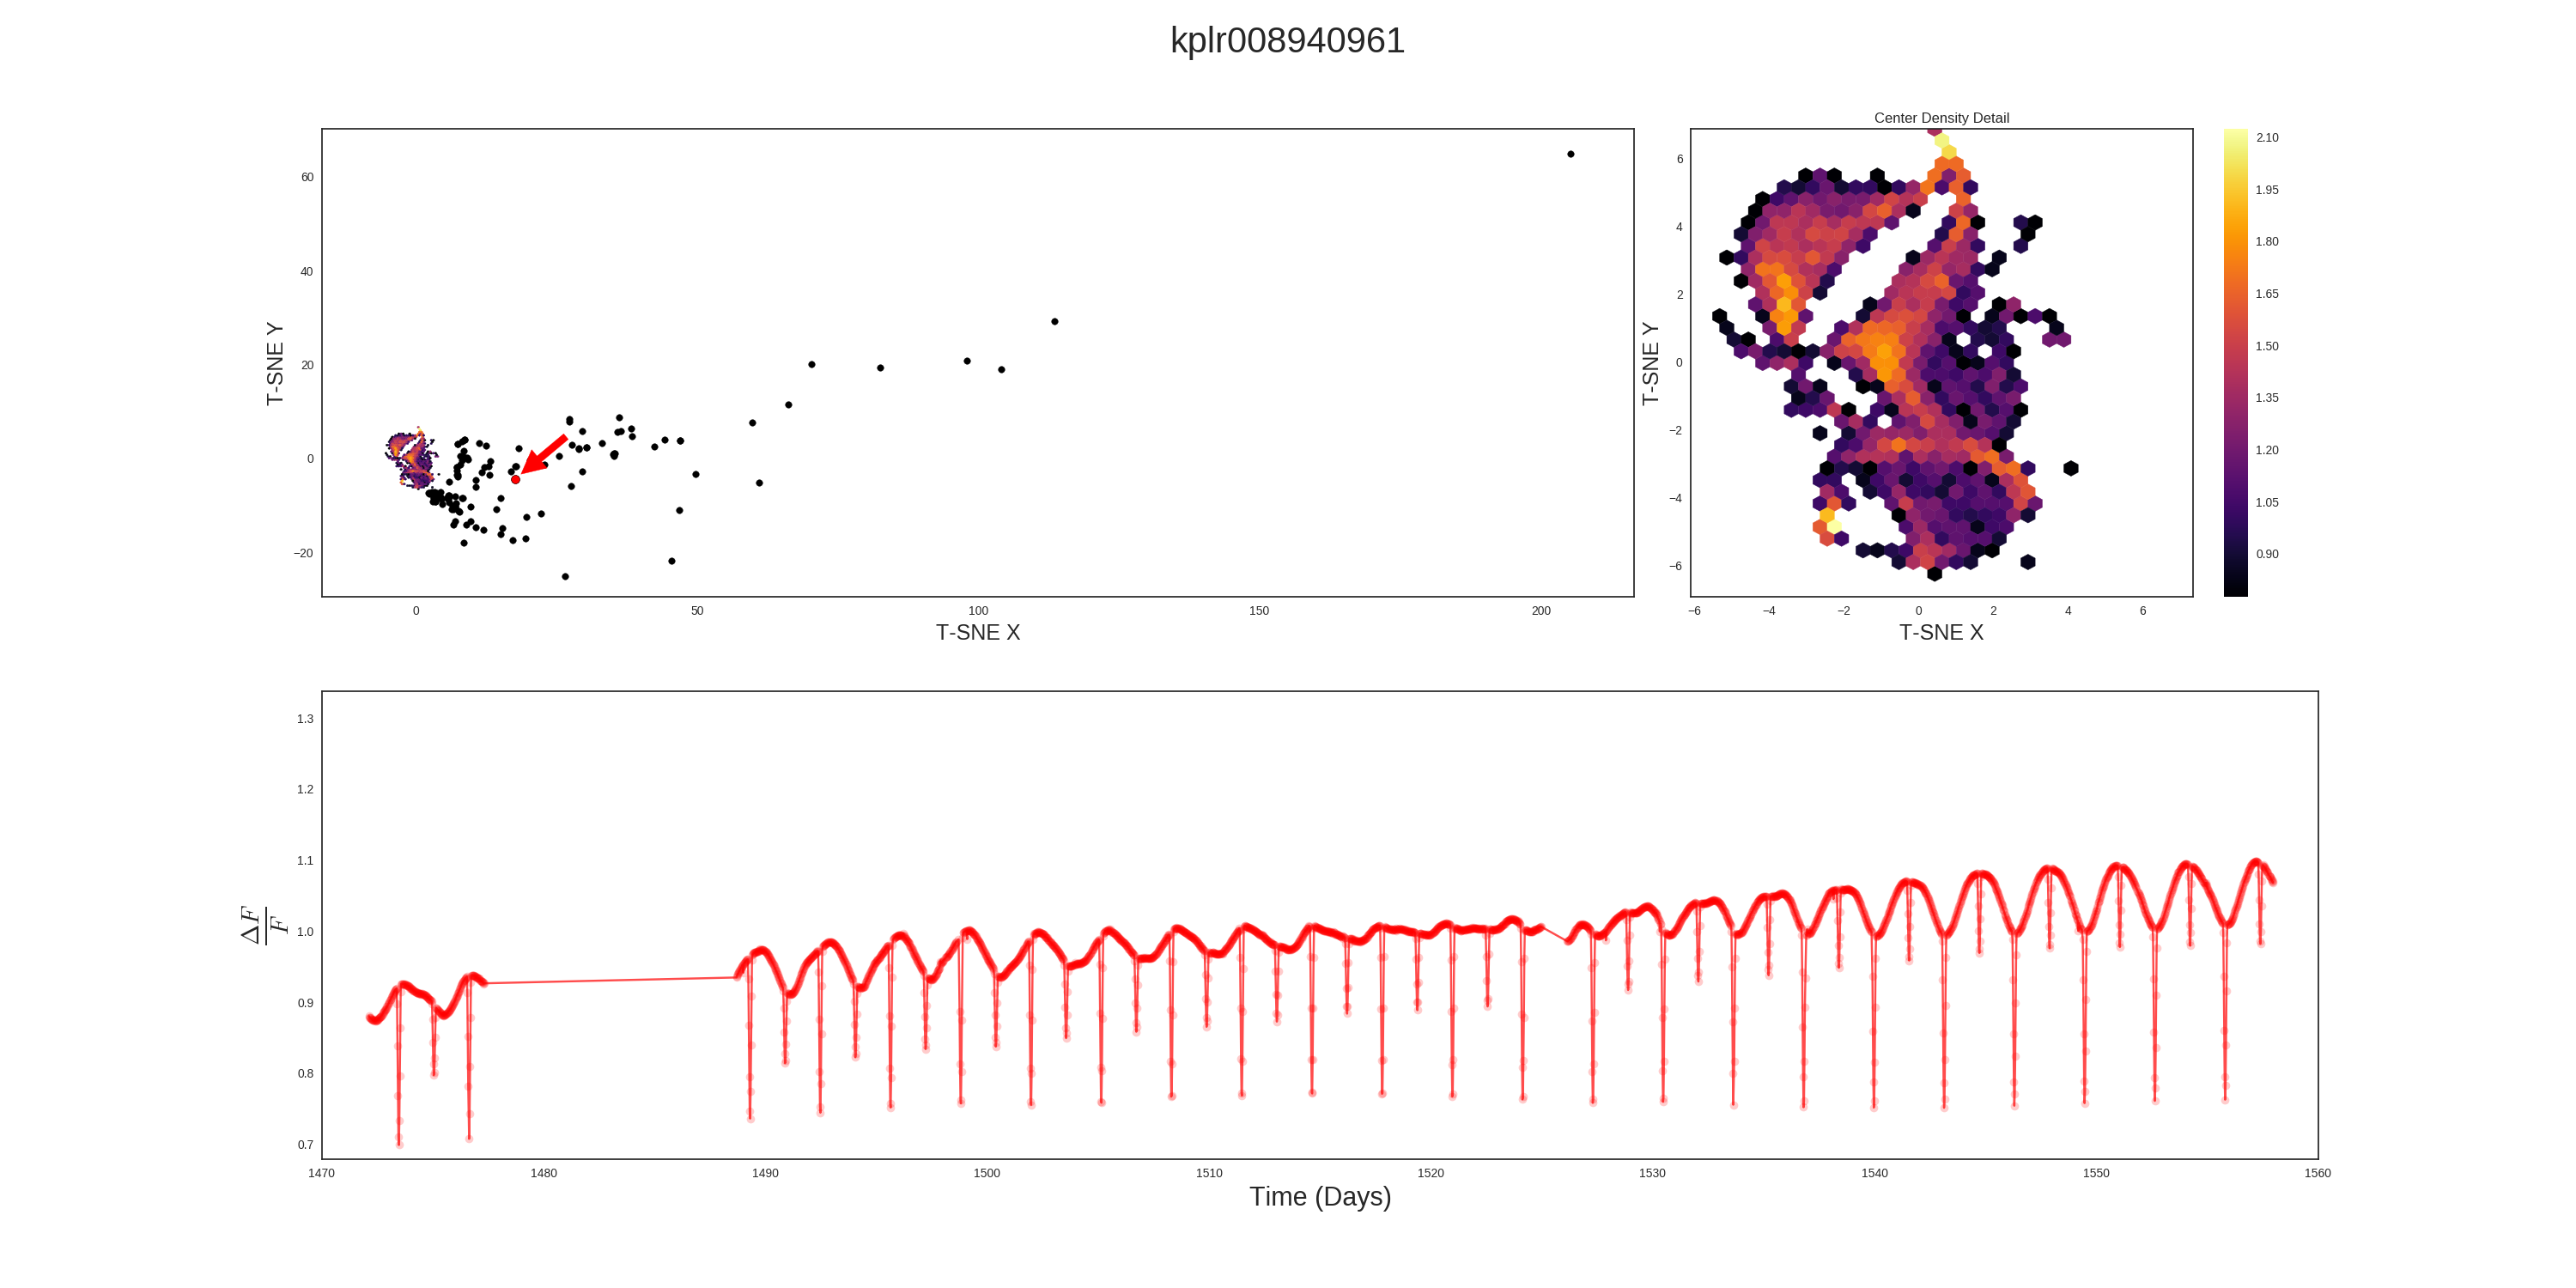 kplr008940961
Center Density Detail
60
40
20
0
−20
T-SNE Y
0 50 100 150 200
T-SNE X
6
4
2
0
−2
−4
−6
T-SNE Y
−6 −4 −2 0 2 4 6
T-SNE X
2.10
1.95
1.80
1.65
1.50
1.35
1.20
1.05
0.90
1.3
1.2
1.1
1.0
0.9
0.8
0.7
ΔF
F
1470 1480 1490 1500 1510 1520 1530 1540 1550 1560
Time (Days)